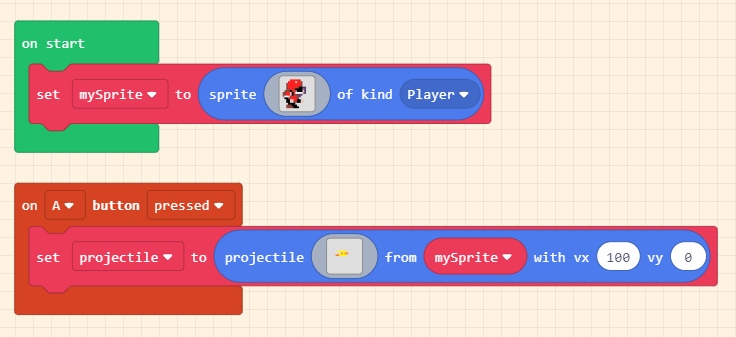 on start
set mySprite to sprite of kind Player
on A button pressed
set projectile to projectile from mySprite with vx 100 vy 0